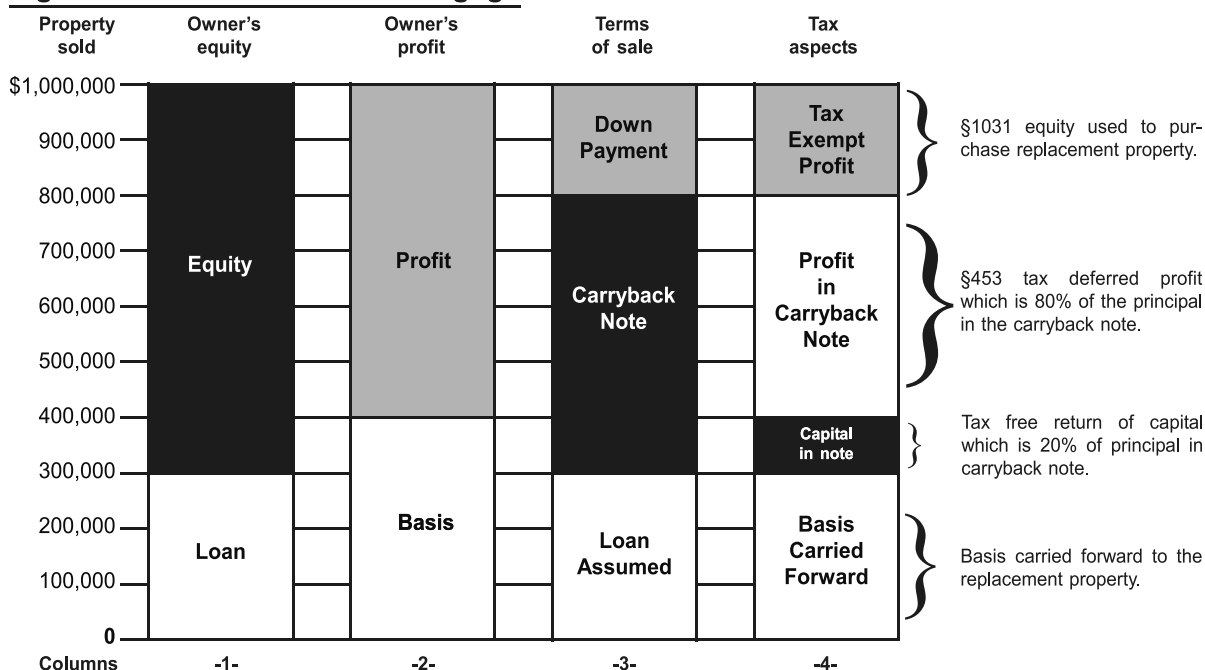 Property sold
Owner's equity
Owner's profit
Terms of sale
Tax aspects
$1,000,000
900,000
800,000
700,000
600,000
500,000
400,000
300,000
200,000
100,000
0
Equity
Loan
Profit
Basis
Down
Payment
Carryback
Note
Loan
Assumed
Tax
Exempt
Profit
Profit
in
Carryback
Note
Capital
in note
Basis
Carried
Forward
§1031 equity used to pur-
chase replacement property.
§453 tax deferred profit
which is 80% of the principal
in the carryback note.
Tax free return of capital
which is 20% of principal in
carryback note.
Basis carried forward to the
replacement property.
Columns -1- -2- -3- -4-